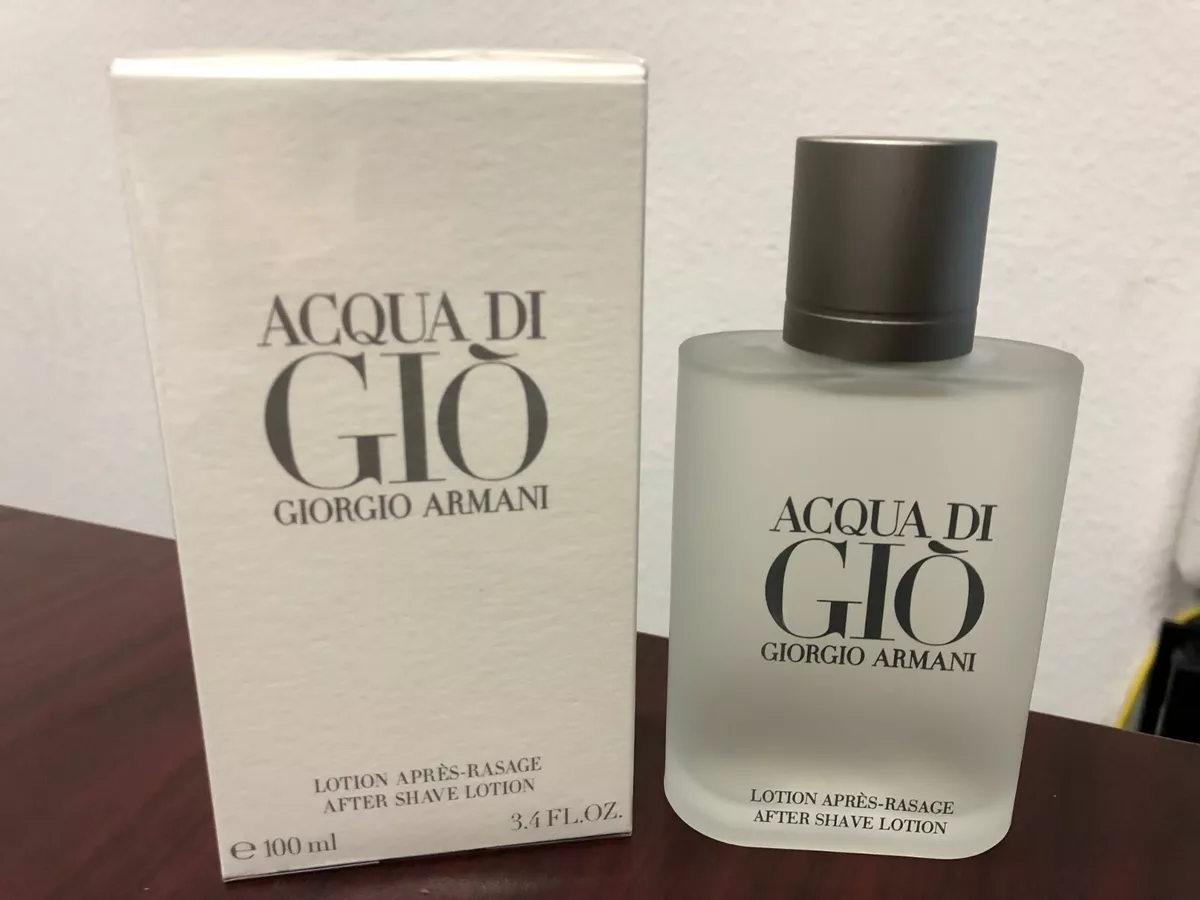 ACQUA DI
GIÒ
GIORGIO ARMANI
LOTION APRÈS-RASAGE
AFTER SHAVE LOTION
3.4 FL.OZ.
℮ 100 ml
ACQUA DI
GIÒ
GIORGIO ARMANI
LOTION APRÈS-RASAGE
AFTER SHAVE LOTION